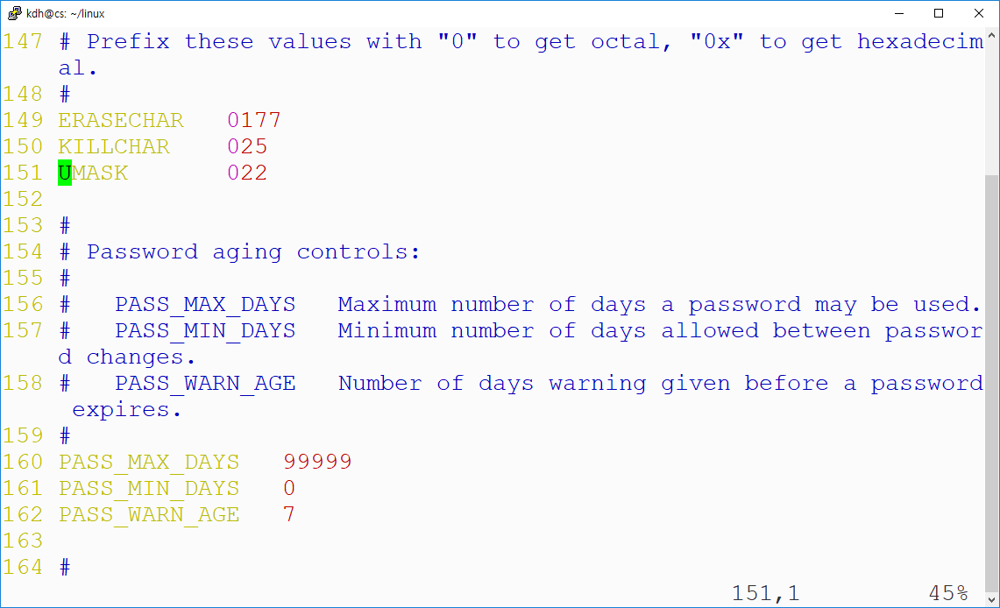 kdh@cs: ~/linux
147 # Prefix these values with "0" to get octal, "0x" to get hexadecim
al.
148 #
149 ERASECHAR   0177
150 KILLCHAR    025
151 UMASK       022
152
153 #
154 # Password aging controls:
155 #
156 #   PASS_MAX_DAYS   Maximum number of days a password may be used.
157 #   PASS_MIN_DAYS   Minimum number of days allowed between passwor
d changes.
158 #   PASS_WARN_AGE   Number of days warning given before a password
 expires.
159 #
160 PASS_MAX_DAYS   99999
161 PASS_MIN_DAYS   0
162 PASS_WARN_AGE   7
163
164 #
151,1         45%